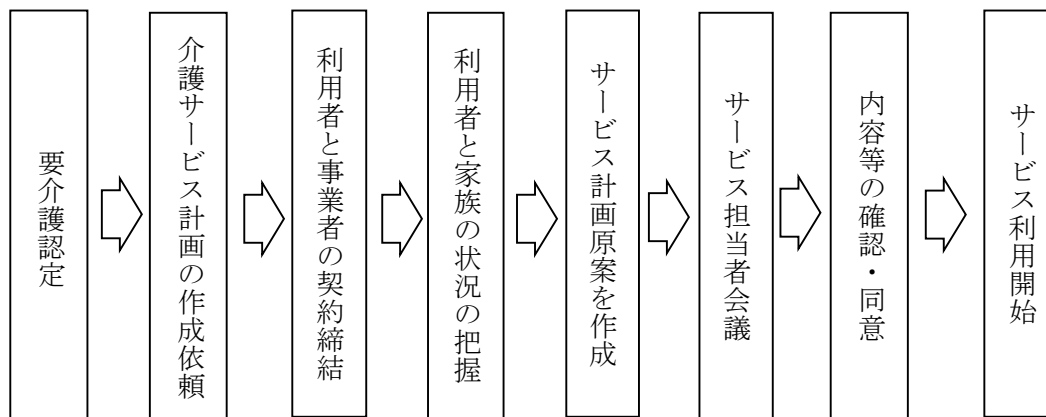 要介護認定
介護サービス計画の作成依頼
利用者と事業者の契約締結
利用者と家族の状況の把握
サービス計画原案を作成
サービス担当者会議
内容等の確認・同意
サービス利用開始